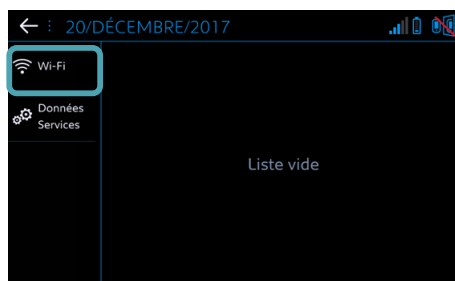 20/DÉCEMBRE/2017
Wi-Fi
Données
Services
Liste vide